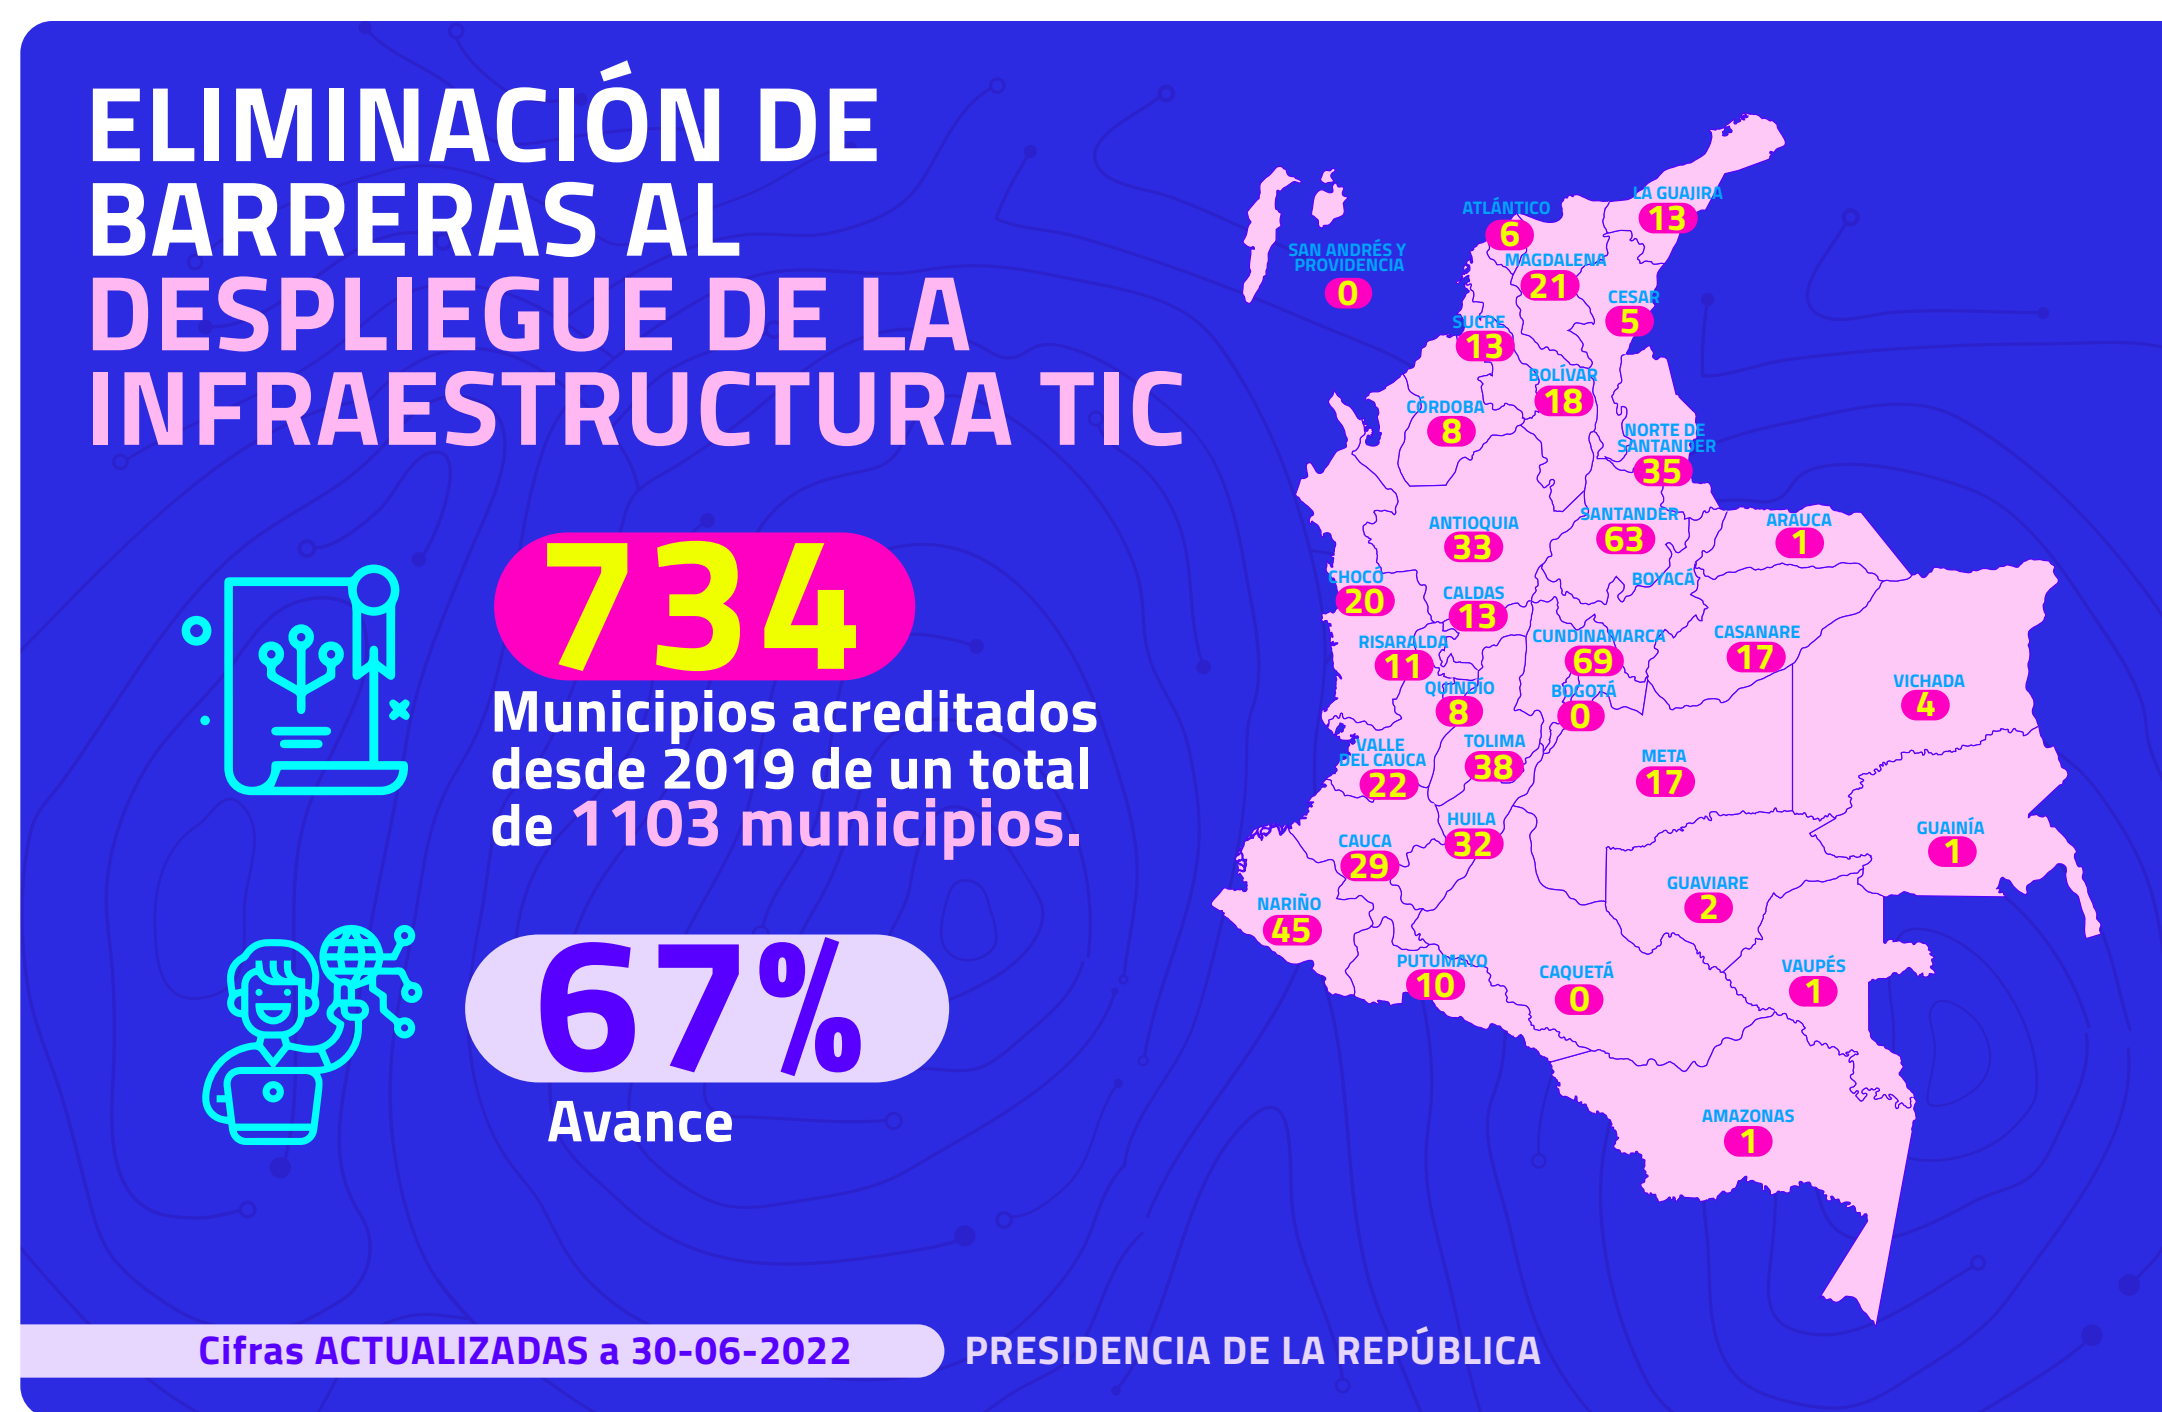 ELIMINACIÓN DE
BARRERAS AL
DESPLIEGUE DE LA
INFRAESTRUCTURA TIC
734
Municipios acreditados
desde 2019 de un total
de 1103 municipios.
67%
Avance
LA GUAJIRA
13
ATLÁNTICO
6
SAN ANDRÉS Y
PROVIDENCIA
0
MAGDALENA
21
CESAR
5
SUCRE
13
BOLÍVAR
18
CÓRDOBA
8
NORTE DE
SANTANDER
35
SANTANDER
63
ARAUCA
1
ANTIOQUIA
33
CHOCÓ
20
BOYACÁ
CALDAS
13
RISARALDA
11
CUNDINAMARCA
69
CASANARE
17
QUINDÍO
8
BOGOTÁ
0
VICHADA
4
VALLE
DEL CAUCA
22
TOLIMA
38
META
17
HUILA
32
CAUCA
29
GUAINÍA
1
GUAVIARE
2
NARIÑO
45
PUTUMAYO
10
CAQUETÁ
0
VAUPÉS
1
AMAZONAS
1
Cifras ACTUALIZADAS a 30-06-2022
PRESIDENCIA DE LA REPÚBLICA